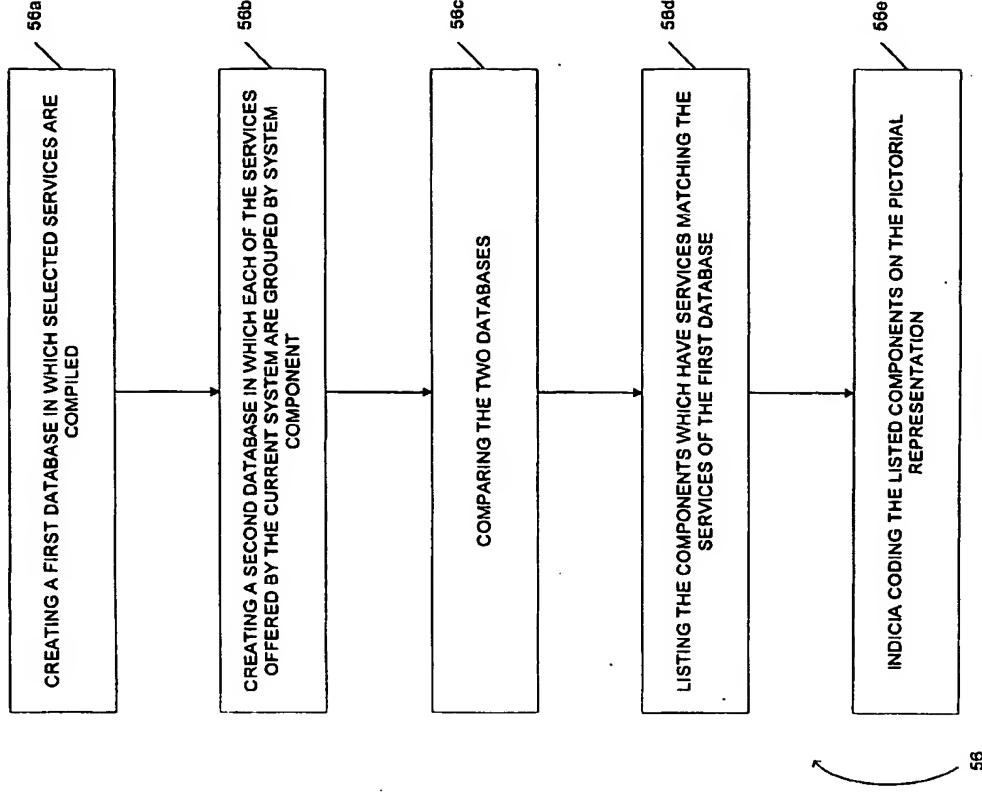 56a
CREATING A FIRST DATABASE IN WHICH SELECTED SERVICES ARE
COMPILED
56b
CREATING A SECOND DATABASE IN WHICH EACH OF THE SERVICES
OFFERED BY THE CURRENT SYSTEM ARE GROUPED BY SYSTEM
COMPONENT
56c
COMPARING THE TWO DATABASES
56d
LISTING THE COMPONENTS WHICH HAVE SERVICES MATCHING THE
SERVICES OF THE FIRST DATABASE
56e
INDICIA CODING THE LISTED COMPONENTS ON THE PICTORIAL
REPRESENTATION
56